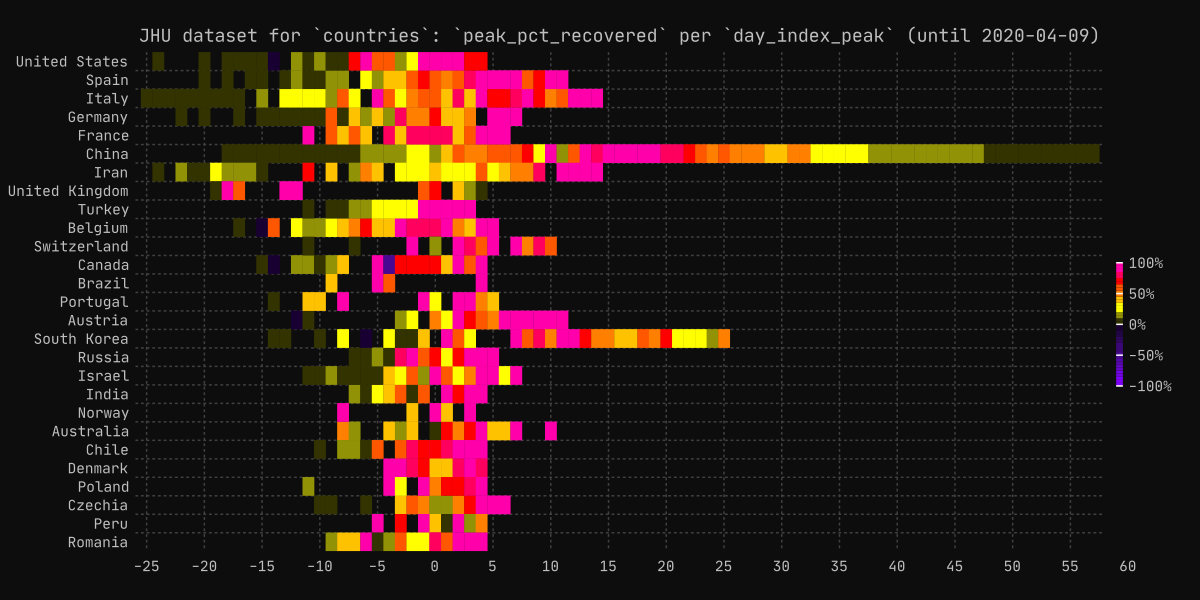 JHU dataset for `countries`: `peak_pct_recovered` per `day_index_peak` (until 2020-04-09)
United States
Spain
Italy
Germany
France
China
Iran
United Kingdom
Turkey
Belgium
Switzerland
Canada
Brazil
Portugal
Austria
South Korea
Russia
Israel
India
Norway
Australia
Chile
Denmark
Poland
Czechia
Peru
Romania
100%
50%
0%
-50%
-100%
-25 -20 -15 -10 -5 0 5 10 15 20 25 30 35 40 45 50 55 60